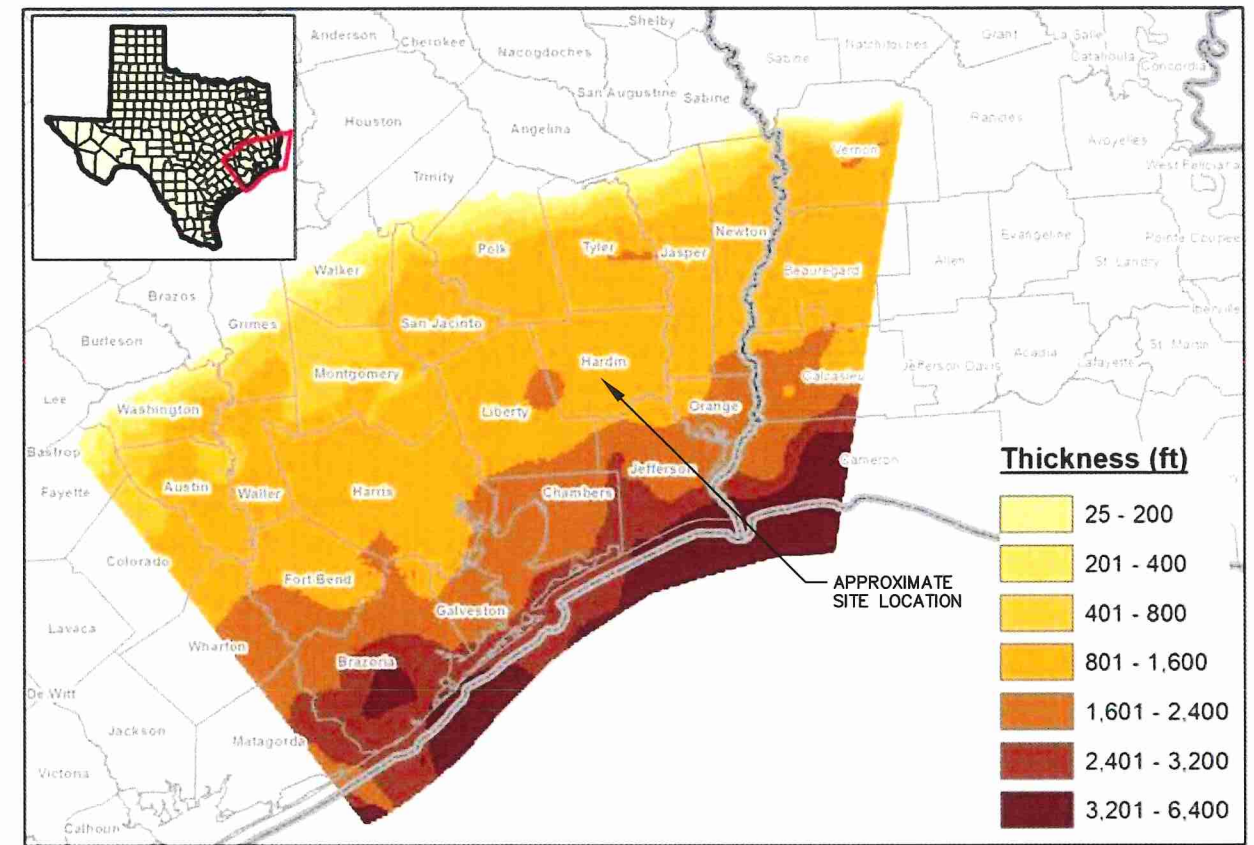 Shelby
Anderson
Cherokee
Nacogdoches
Sabine
Natchitoches
Grant
La Salle
Catahoula
Concordia
San Augustine
Sabine
Houston
Angelina
Rapides
Avoyelles
Vernon
West Feliciana
Trinity
Newton
Polk
Tyler
Jasper
Evangeline
Pointe Coupee
Walker
Beauregard
Allen
St. Landry
Brazos
Grimes
San Jacinto
Iberville
Burleson
Hardin
Acadia
St. Martin
Montgomery
Calcasieu
Jefferson Davis
Lafayette
Lee
Washington
Liberty
Orange
Bastrop
Jefferson
Cameron
Fayette
Austin
Waller
Harris
Chambers
Colorado
Fort Bend
Galveston
Lavaca
Wharton
Brazoria
De Witt
Jackson
Matagorda
Victoria
Calhoun
APPROXIMATE
SITE LOCATION
Thickness (ft)
25 - 200
201 - 400
401 - 800
801 - 1,600
1,601 - 2,400
2,401 - 3,200
3,201 - 6,400